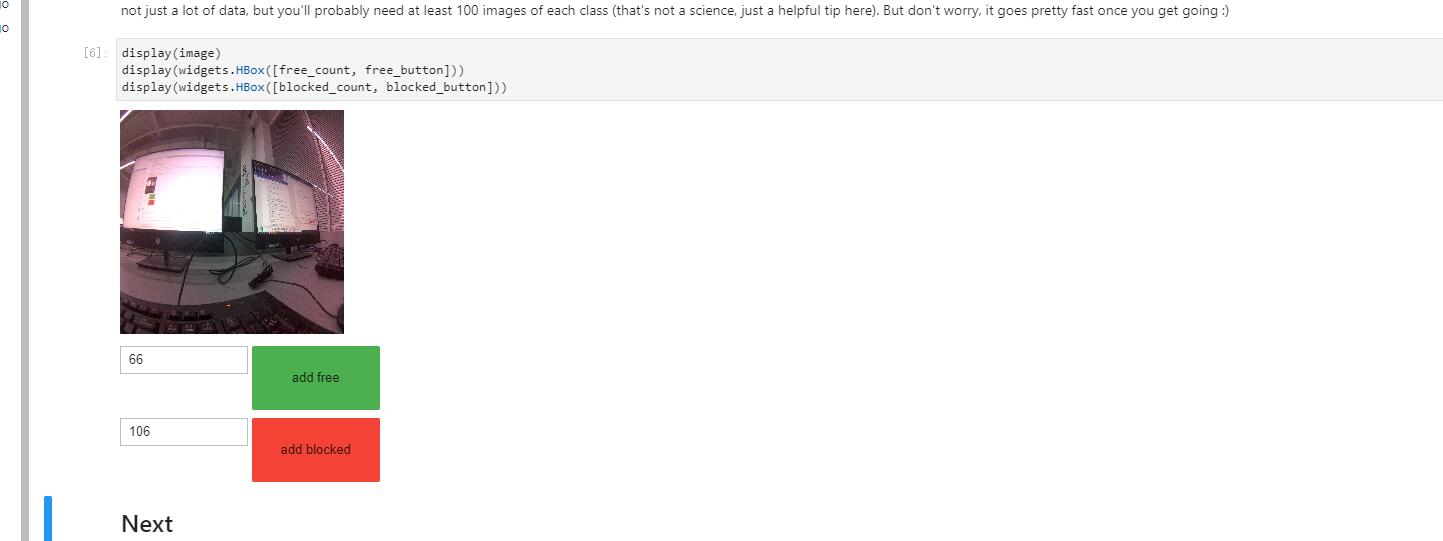 not just a lot of data, but you'll probably need at least 100 images of each class (that's not a science, just a helpful tip here). But don't worry, it goes pretty fast once you get going :)
[6]:
display(image)
display(widgets.HBox([free_count, free_button]))
display(widgets.HBox([blocked_count, blocked_button]))
66
add free
106
add blocked
Next